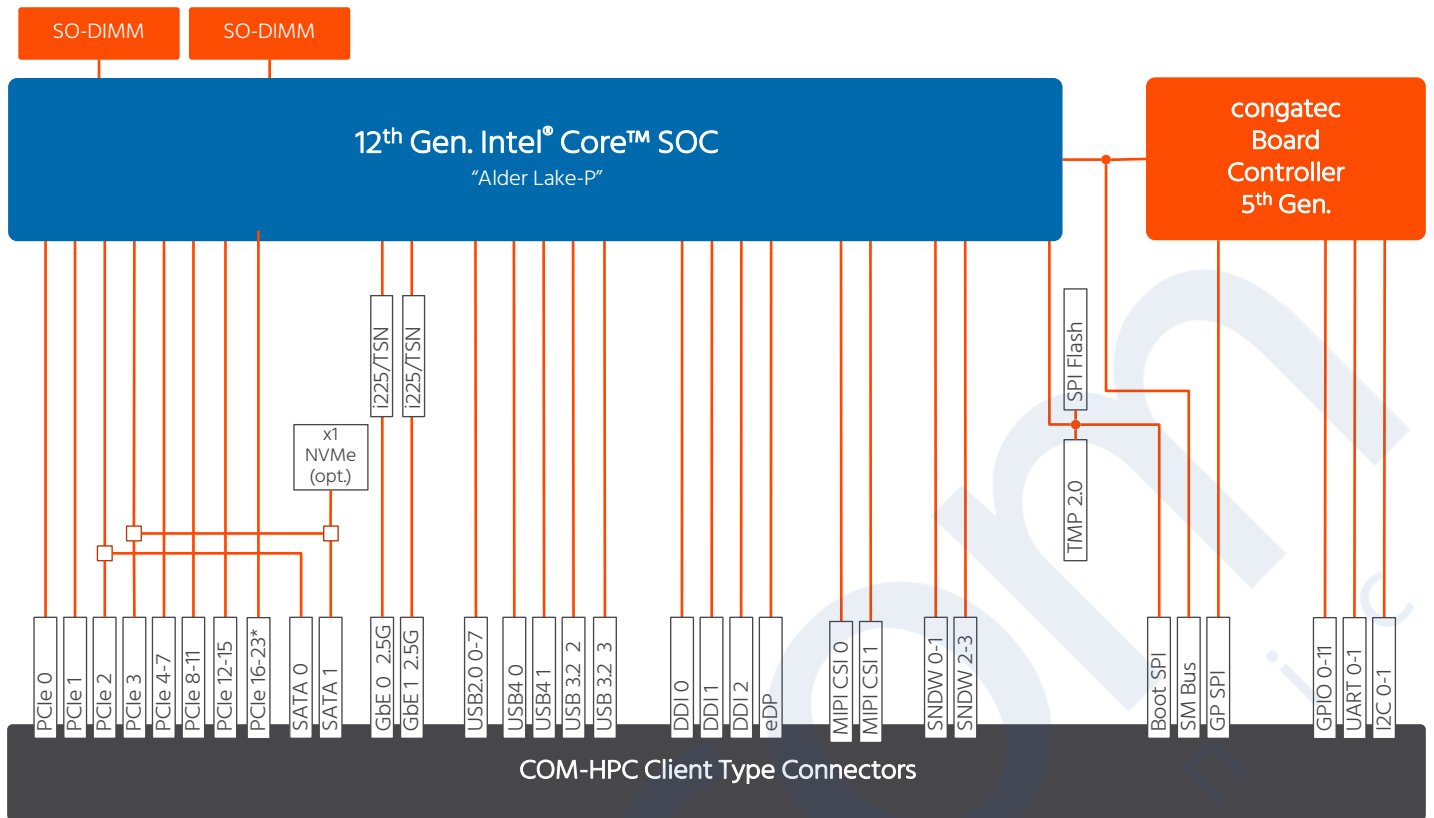 SO-DIMM
SO-DIMM
12th Gen. Intel® Core™ SOC
"Alder Lake-P"
congatec
Board
Controller
5th Gen.
i225/TSN
i225/TSN
SPI Flash
x1
NVMe
(opt.)
TMP 2.0
PCIe 0
PCIe 1
PCIe 2
PCIe 3
PCIe 4-7
PCIe 8-11
PCIe 12-15
PCIe 16-23*
SATA 0
SATA 1
GbE 0 2.5G
GbE 1 2.5G
USB2.0 0-7
USB4 0
USB4 1
USB 3.2 2
USB 3.2 3
DDI 0
DDI 1
DDI 2
eDP
MIPI CSI 0
MIPI CSI 1
SNDW 0-1
SNDW 2-3
Boot SPI
SM Bus
GP SPI
GPIO 0-11
UART 0-1
I2C 0-1
COM-HPC Client Type Connectors